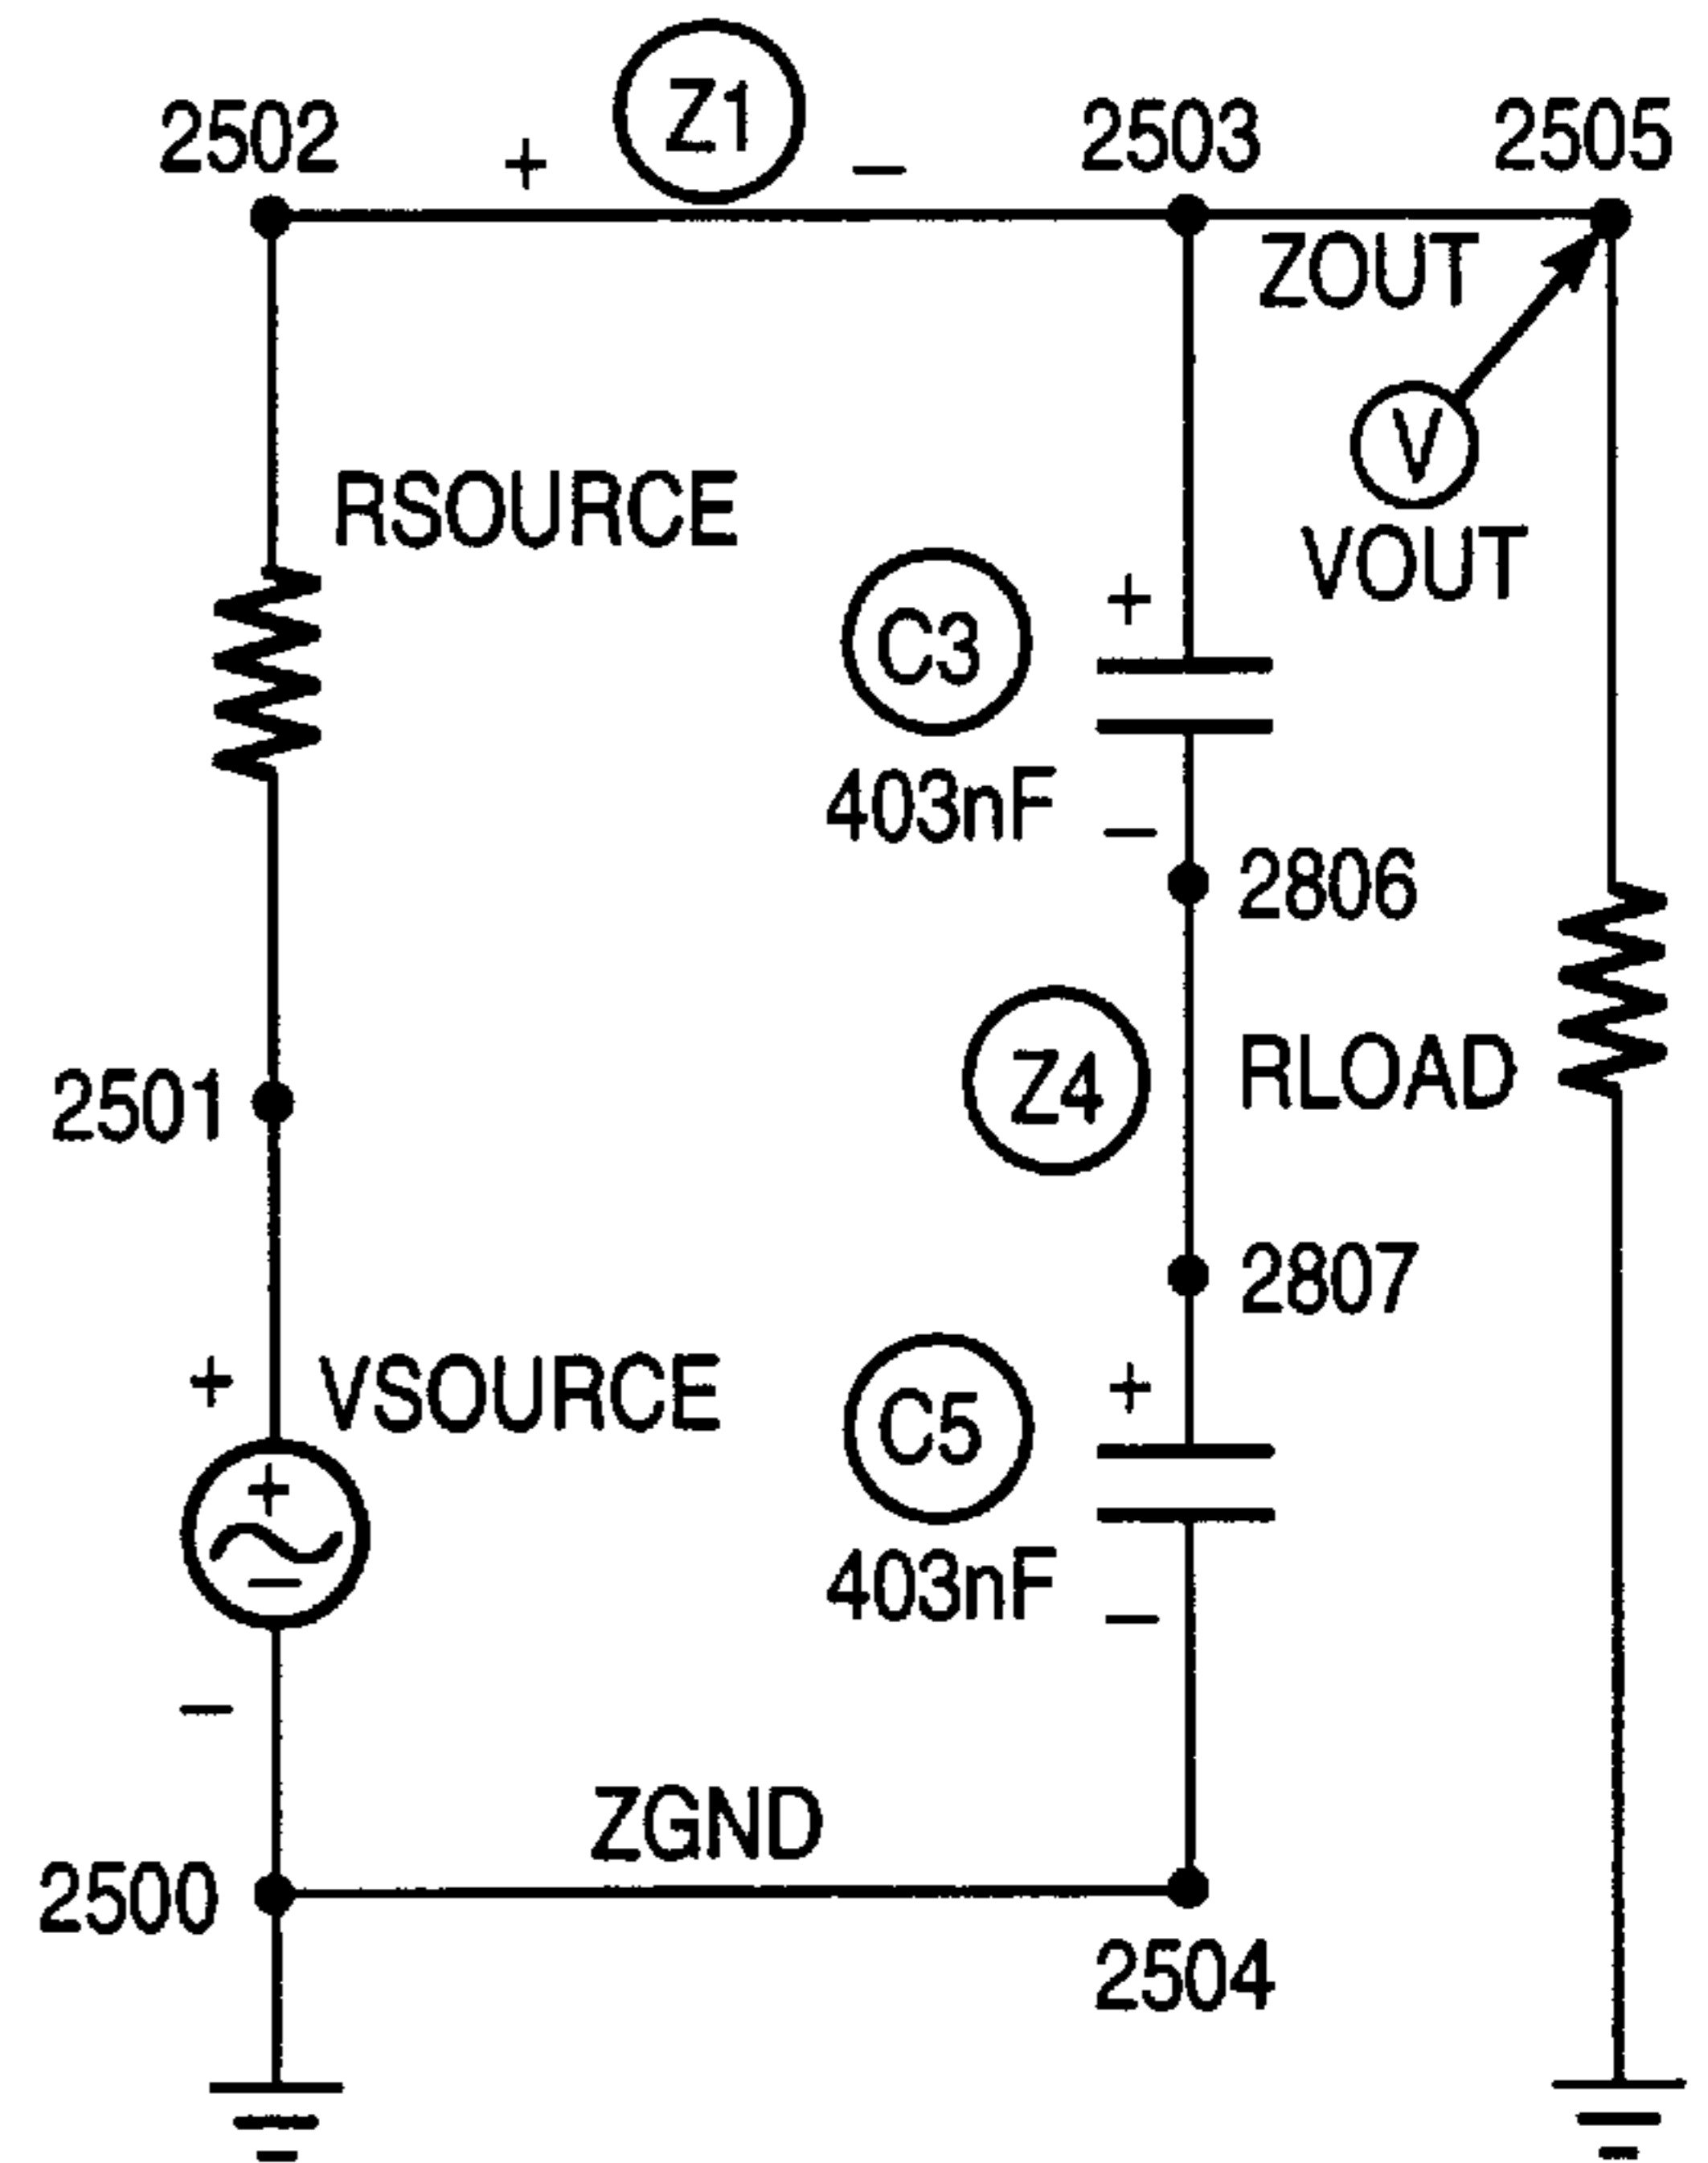 Z1
2502
+
−
2503
2505
ZOUT
V
VOUT
RSOURCE
C3
+
403nF
−
2806
Z4
RLOAD
2501
2807
+
VSOURCE
C5
+
+
−
403nF
−
−
ZGND
2500
2504